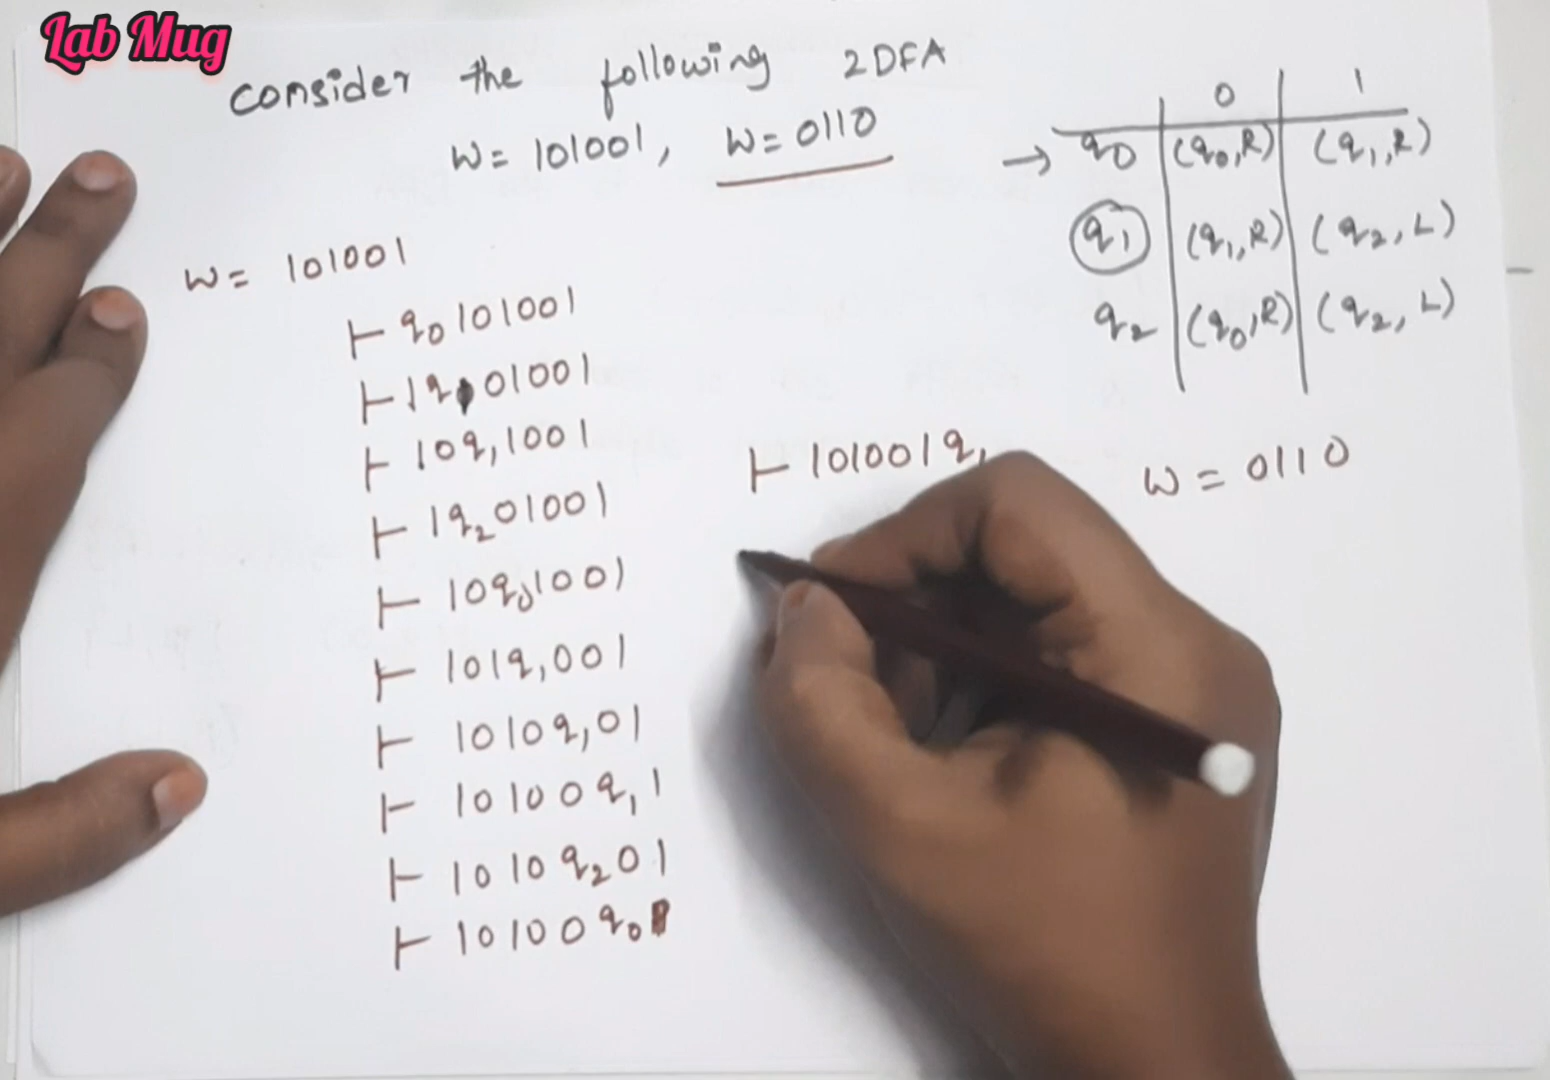 Lab Mug
consider the following 2DFA
w = 101001, w = 0110
0 1
→ q0 (q0,R) (q1,R)
q1 (q1,R) (q2,L)
q2 (q0,R) (q2,L)
w = 101001
⊢ q0101001
⊢ 1q101001
⊢ 10q11001
⊢ 1q201001
⊢ 10q01001
⊢ 101q1001
⊢ 1010q101
⊢ 10100q11
⊢ 1010q201
⊢ 10100q01
⊢ 101001q1
w = 0110